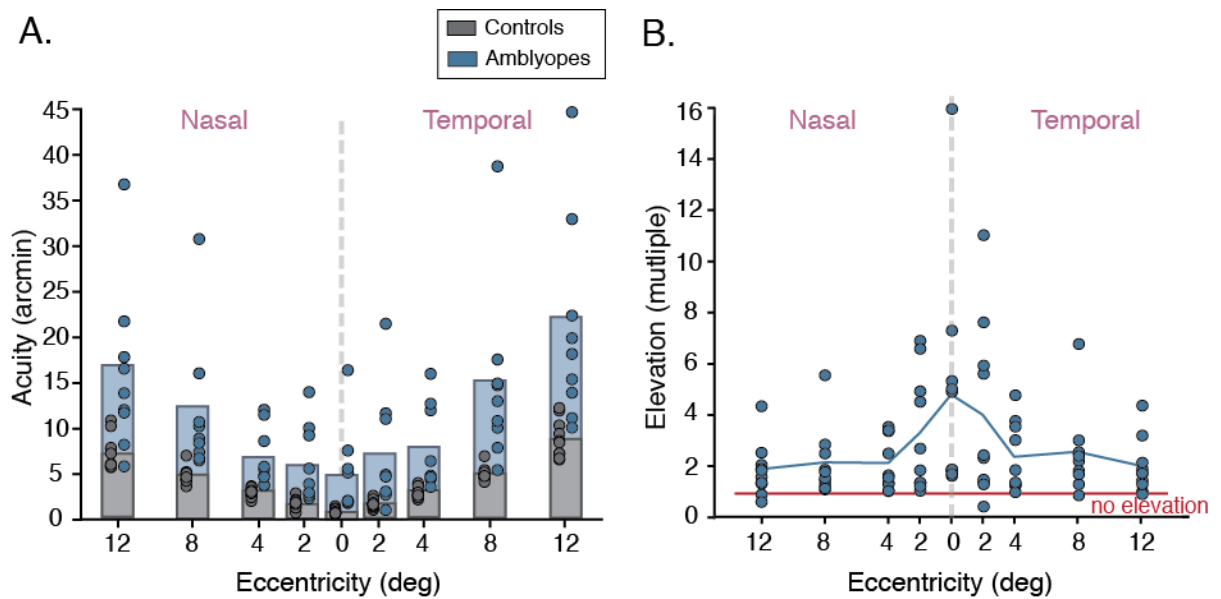 A.
Controls
Amblyopes
Nasal
Temporal
45
40
35
30
25
20
15
10
5
0
Acuity (arcmin)
12 8 4 2 0 2 4 8 12
Eccentricity (deg)
B.
Nasal
Temporal
16
14
12
10
8
6
4
2
0
Elevation (mutliple)
no elevation
12 8 4 2 0 2 4 8 12
Eccentricity (deg)